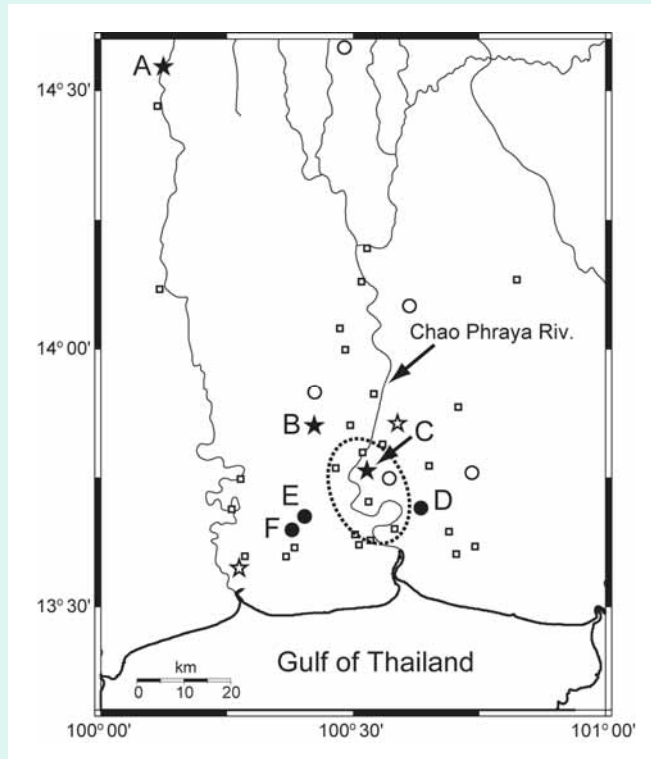 A
14° 30'
Chao Phraya Riv.
14° 00'
B
C
D
E
F
13° 30'
km
0 10 20
Gulf of Thailand
100° 00' 100° 30' 101° 00'